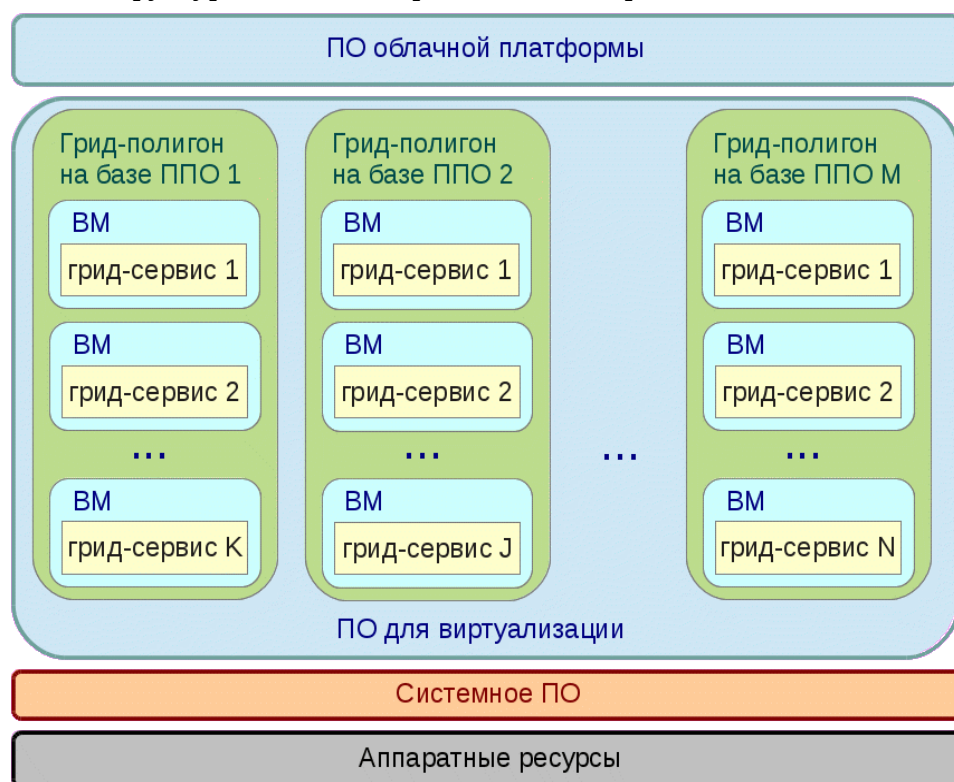 ПО облачной платформы
Грид-полигон
на базе ППО 1
ВМ
грид-сервис 1
ВМ
грид-сервис 2
...
ВМ
грид-сервис K
Грид-полигон
на базе ППО 2
ВМ
грид-сервис 1
ВМ
грид-сервис 2
...
ВМ
грид-сервис J
...
Грид-полигон
на базе ППО M
ВМ
грид-сервис 1
ВМ
грид-сервис 2
...
ВМ
грид-сервис N
ПО для виртуализации
Системное ПО
Аппаратные ресурсы